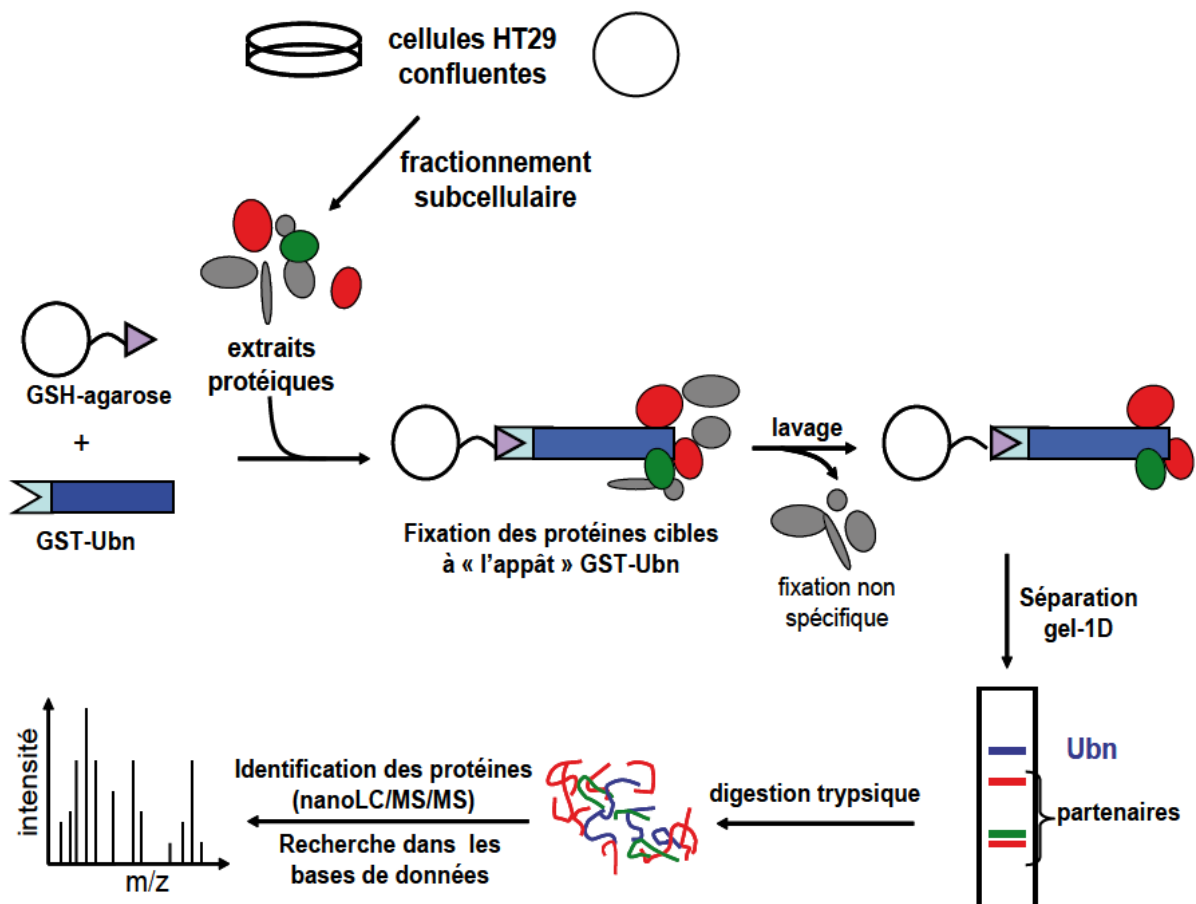 cellules HT29
confluentes
fractionnement
subcellulaire
extraits
protéiques
GSH-agarose
+
GST-Ubn
Fixation des protéines cibles
à « l'appât » GST-Ubn
lavage
fixation non
spécifique
Séparation
gel-1D
Ubn
partenaires
digestion trypsique
Identification des protéines
(nanoLC/MS/MS)
Recherche dans les
bases de données
intensité
m/z